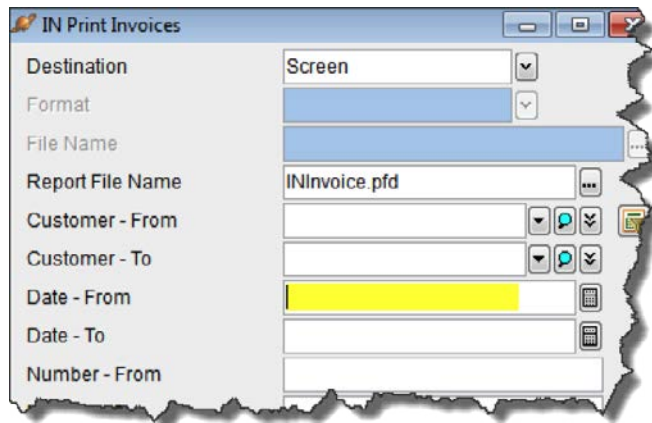 IN Print Invoices
Destination Screen
Format
File Name
Report File Name INInvoice.pfd
Customer - From
Customer - To
Date - From
Date - To
Number - From